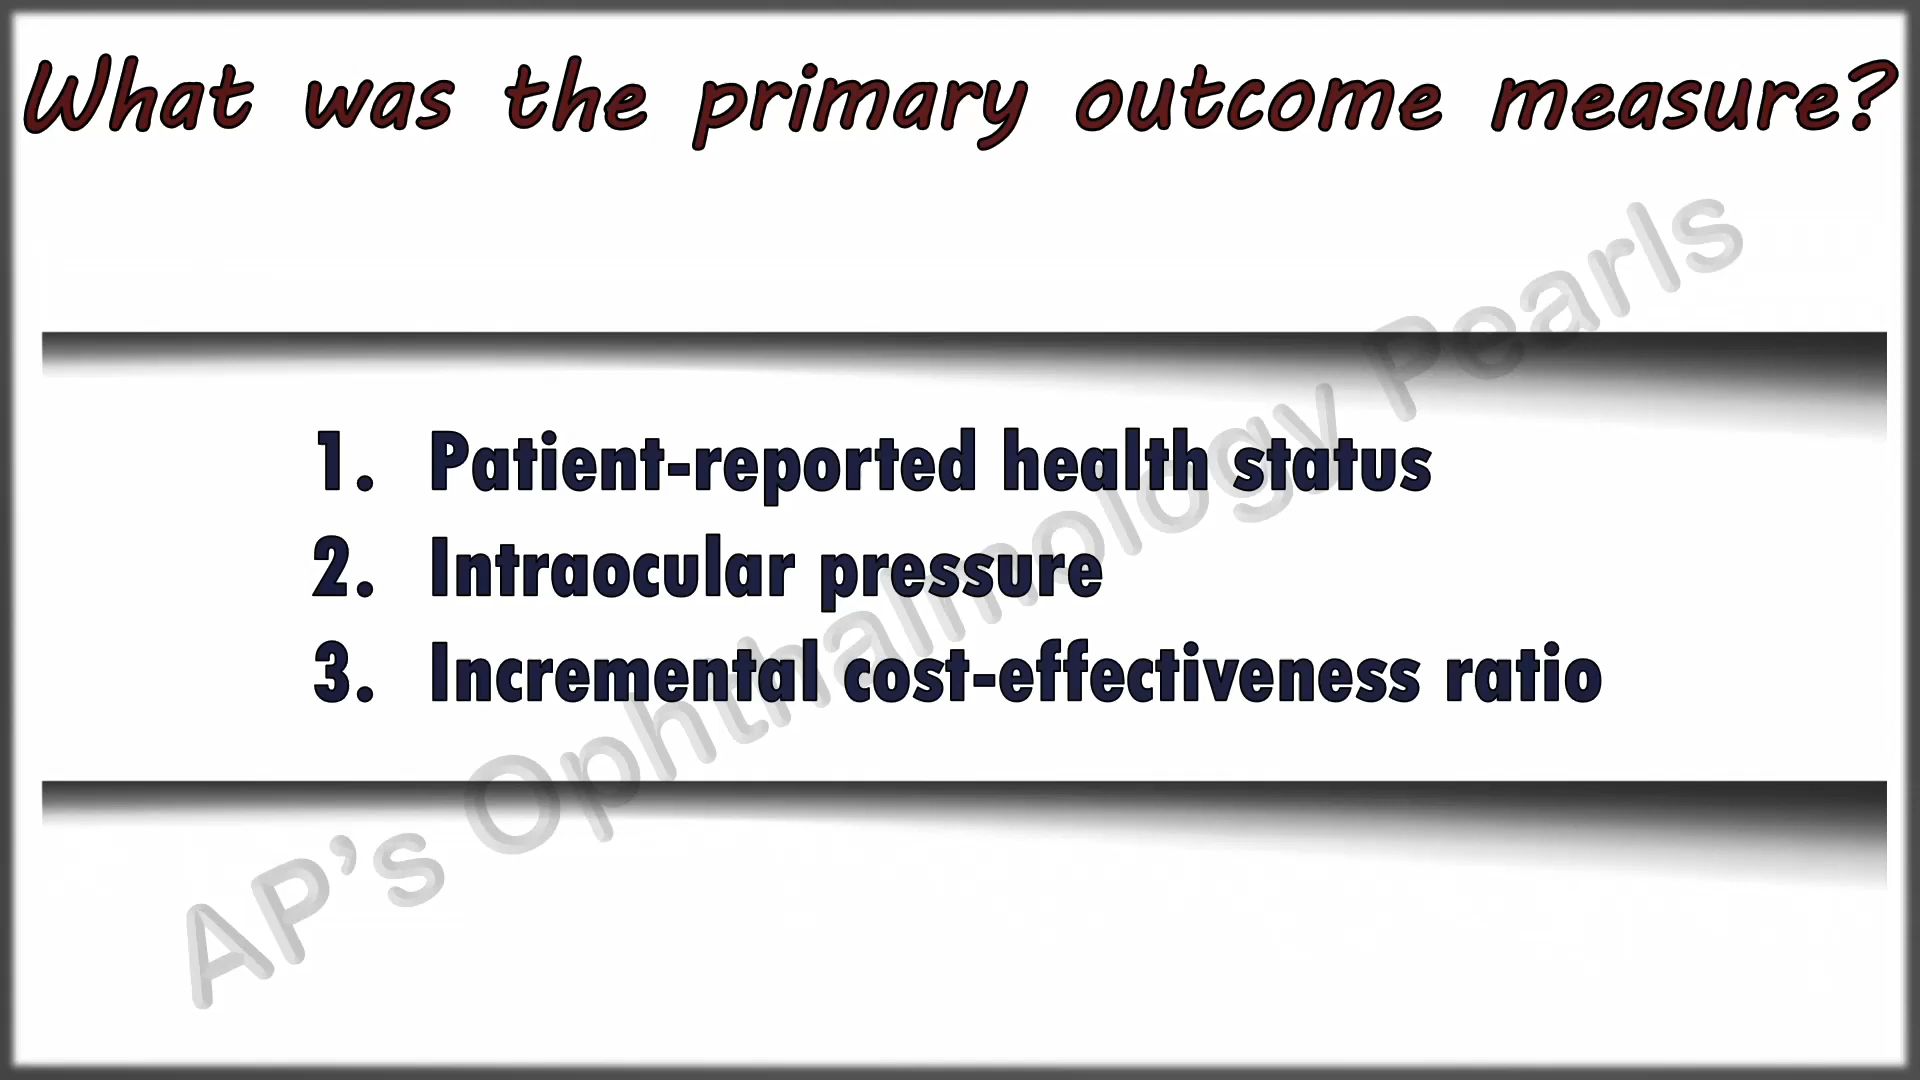 What was the primary outcome measure?
1. Patient-reported health status
2. Intraocular pressure
3. Incremental cost-effectiveness ratio
AP's Ophthalmology Pearls